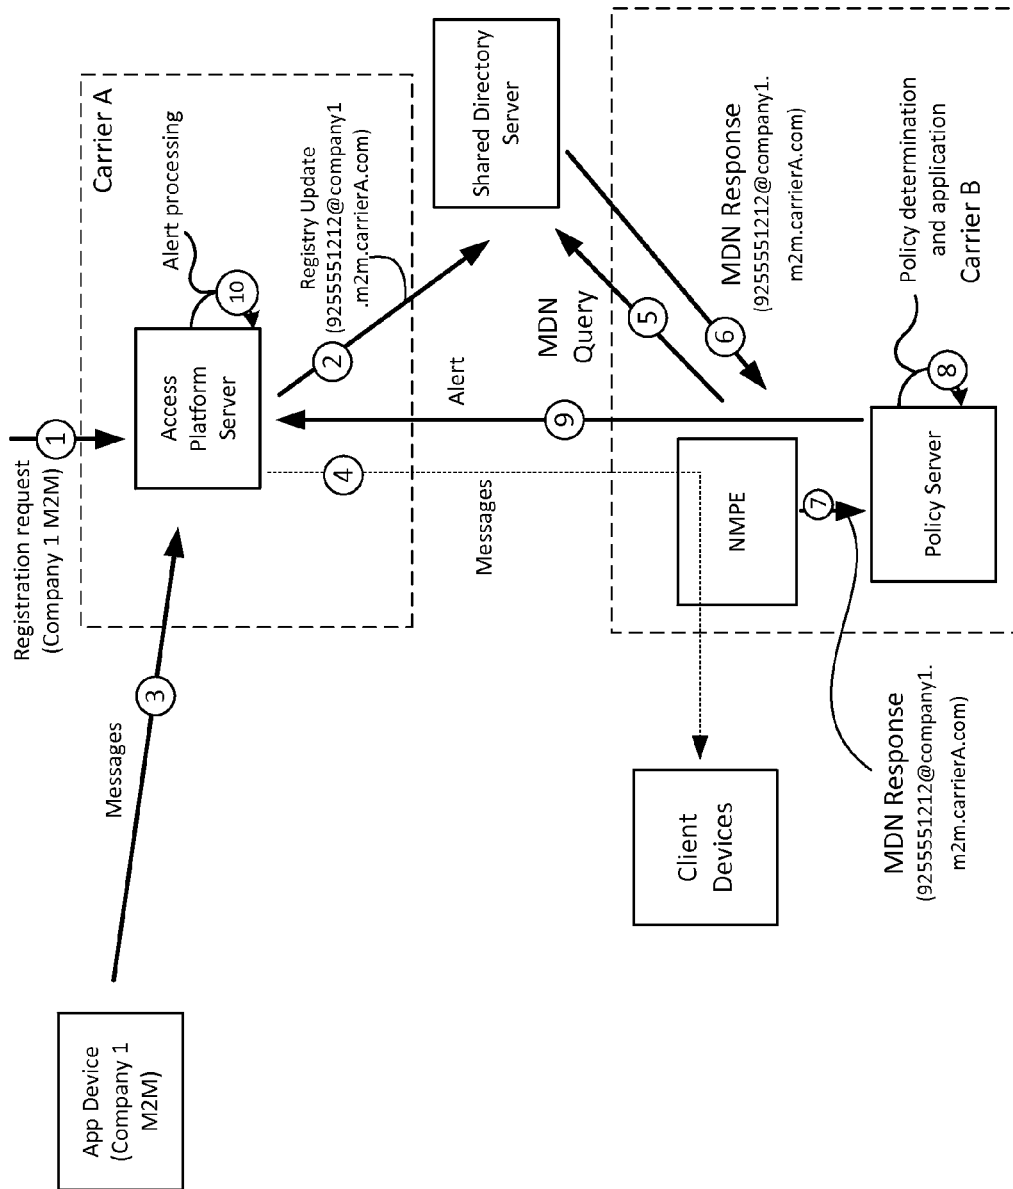 Registration request
(Company 1 M2M)
1
Carrier A
App Device
(Company 1
M2M)
Messages
3
Access
Platform
Server
Alert processing
10
2
Registry Update
(9255551212@company1
.m2m.carrierA.com)
4
Messages
Alert
9
Shared Directory
Server
MDN
Query
5
6
MDN Response
(9255551212@company1.
m2m.carrierA.com)
Client
Devices
NMPE
7
MDN Response
(9255551212@company1.
m2m.carrierA.com)
Policy Server
8
Policy determination
and application
Carrier B